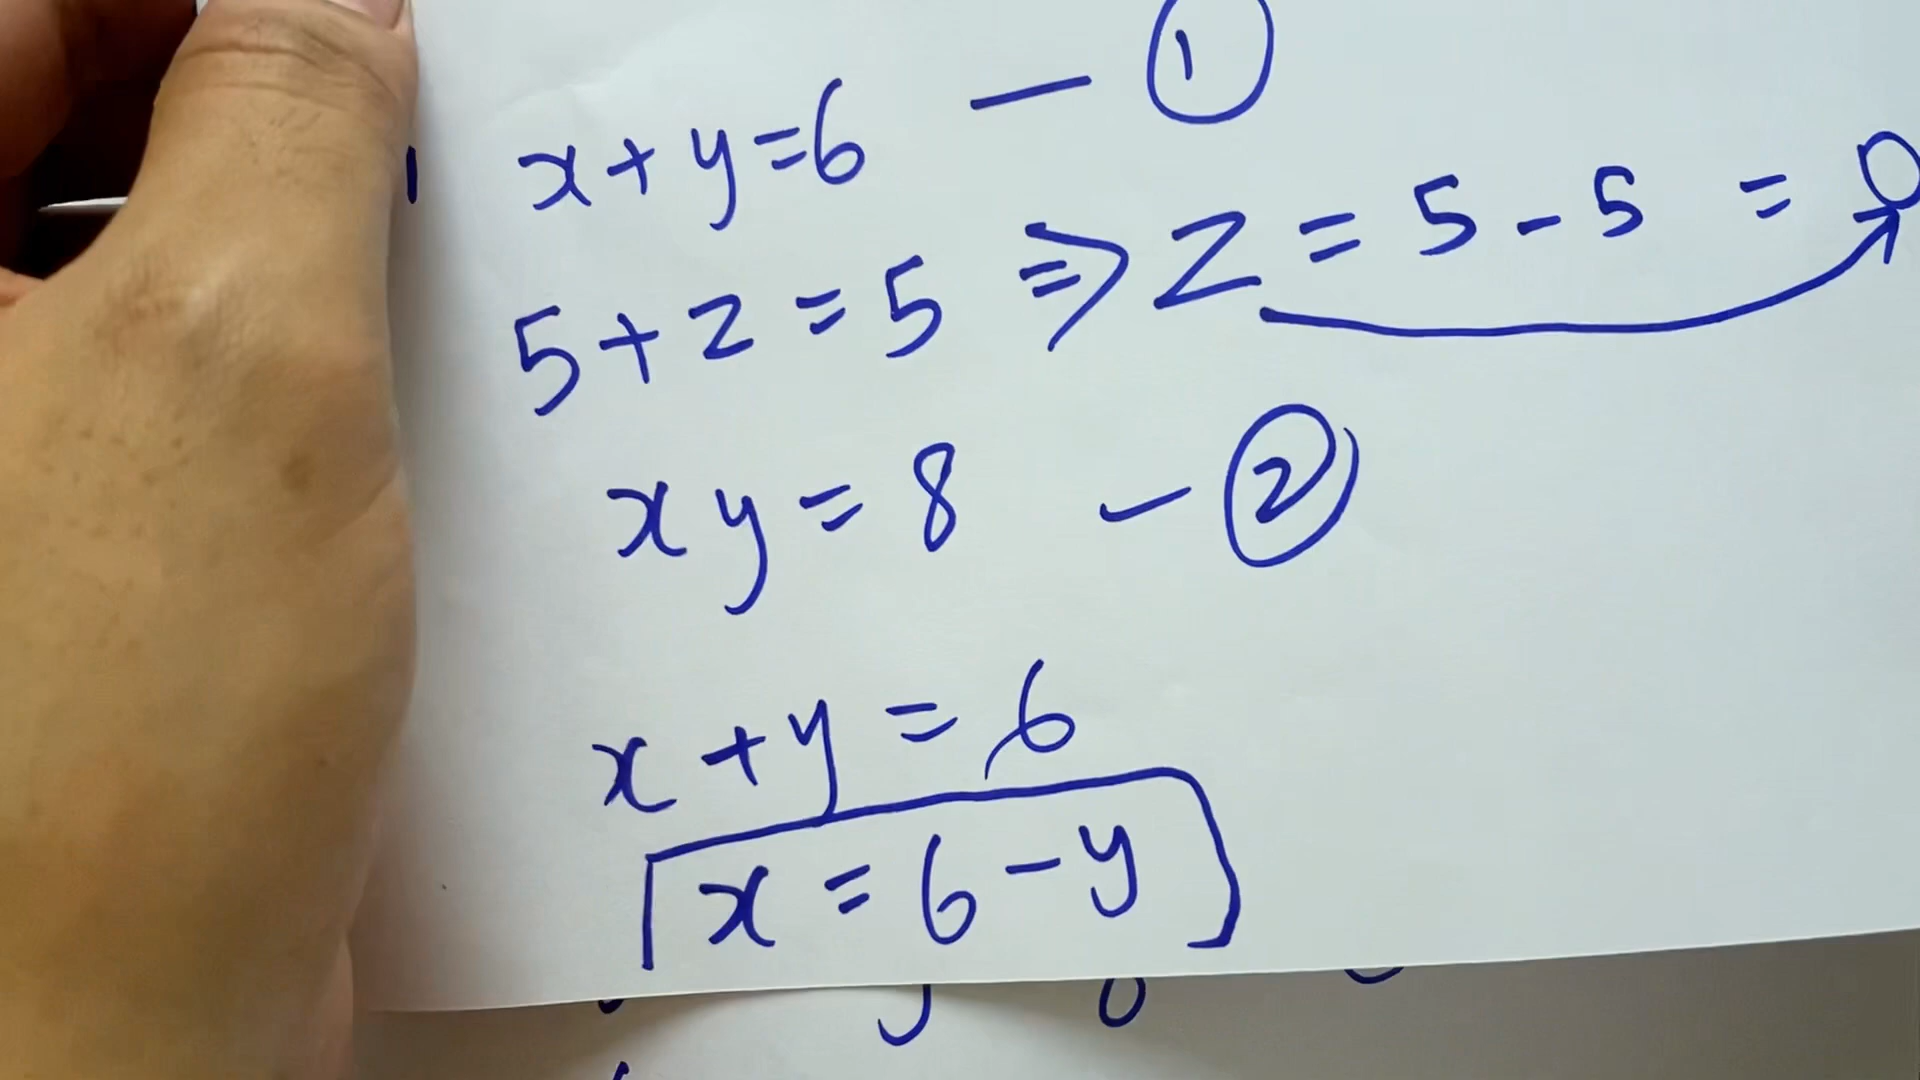 x + y = 6 — ①
5 + z = 5 ⇒ z = 5 - 5 = 0
xy = 8 — ②
x + y = 6
x = 6 - y